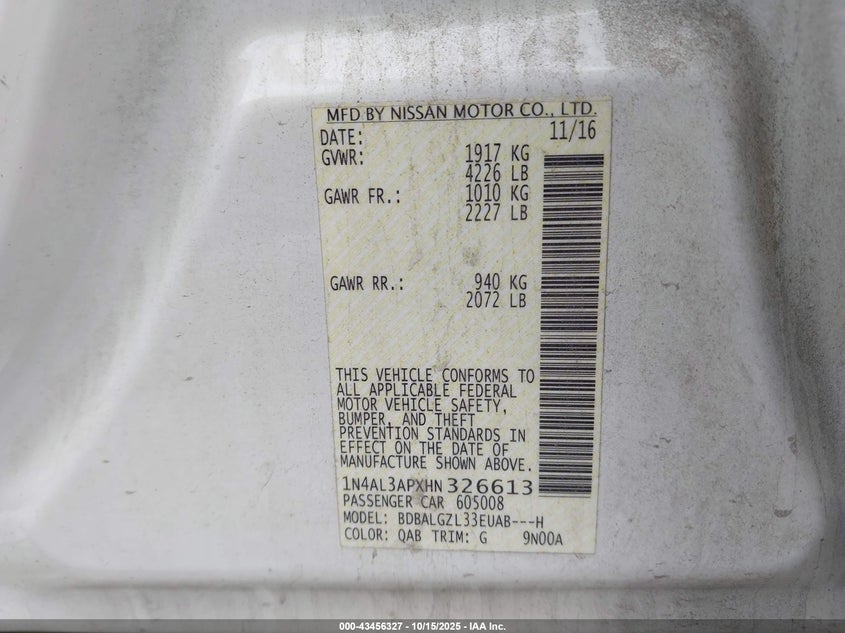 MFD BY NISSAN MOTOR CO., LTD.
DATE: 11/16
GVWR: 1917 KG
4226 LB
GAWR FR.: 1010 KG
2227 LB
GAWR RR.: 940 KG
2072 LB
THIS VEHICLE CONFORMS TO
ALL APPLICABLE FEDERAL
MOTOR VEHICLE SAFETY,
BUMPER, AND THEFT
PREVENTION STANDARDS IN
EFFECT ON THE DATE OF
MANUFACTURE SHOWN ABOVE.
1N4AL3APXHN326613
PASSENGER CAR 605008
MODEL: BDBALGZL33EUAB---H
COLOR: QAB TRIM: G 9N00A
000-43456327 - 10/15/2025 - IAA Inc.